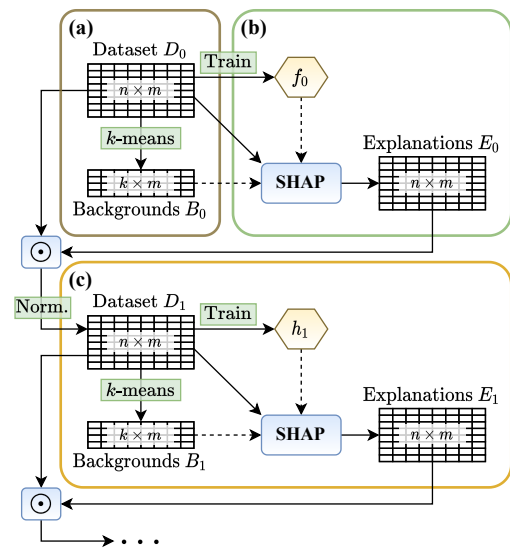 (a)
(b)
Dataset D₀
Train
f₀
n × m
k-means
Explanations E₀
k × m
SHAP
n × m
Backgrounds B₀
⊙
(c)
Norm.
Dataset D₁
Train
h₁
n × m
k-means
Explanations E₁
k × m
SHAP
n × m
Backgrounds B₁
⊙
. . .